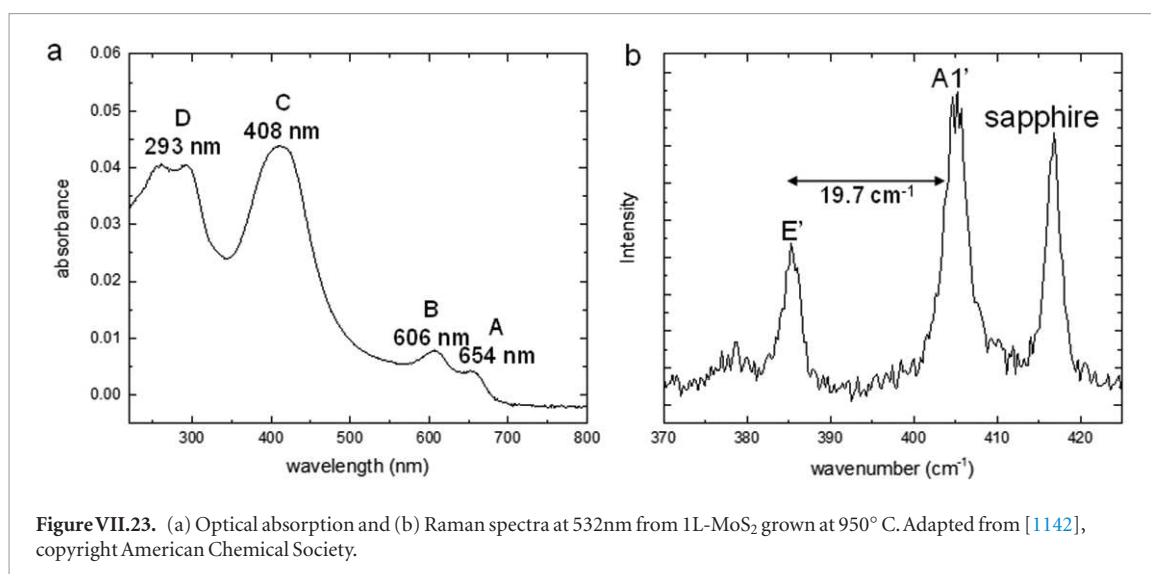 a
0.06
0.05
0.04
0.03
0.02
0.01
0.00
absorbance
D
293 nm
C
408 nm
B
606 nm
A
654 nm
300 400 500 600 700 800
wavelength (nm)
b
Intensity
E'
A1'
sapphire
19.7 cm⁻¹
370 380 390 400 410 420
wavenumber (cm⁻¹)
Figure VII.23. (a) Optical absorption and (b) Raman spectra at 532nm from 1L-MoS₂ grown at 950° C. Adapted from [1142],
copyright American Chemical Society.